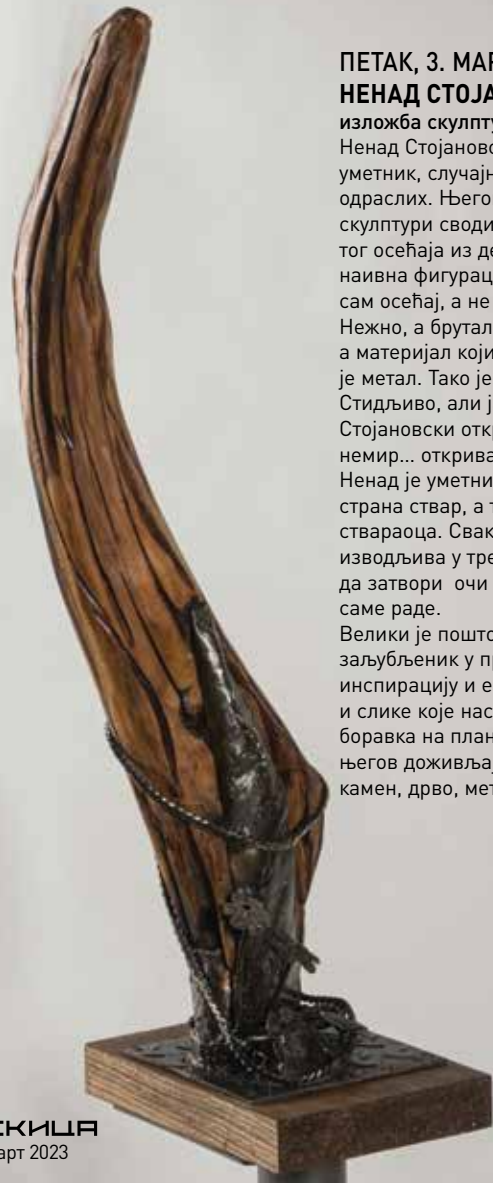 ПЕТАК, 3. МАР
НЕНАД СТОЈА
изложба скулпту
Ненад Стојановс
уметник, случајн
одраслих. Њего
скулптури своди
тог осећаја из де
наивна фигурац
сам осећај, а не
Нежно, а брутал
а материјал који
је метал. Тако је
Стидљиво, али ј
Стојановски откр
немир... открива
Ненад је уметни
страна ствар, а т
ствараоца. Свак
изводљива у тре
да затвори очи
саме раде.
Велики је пошто
заљубљеник у пр
инспирацију и е
и слике које нас
боравка на план
његов доживљај
камен, дрво, мет
СКИЦА
арт 2023